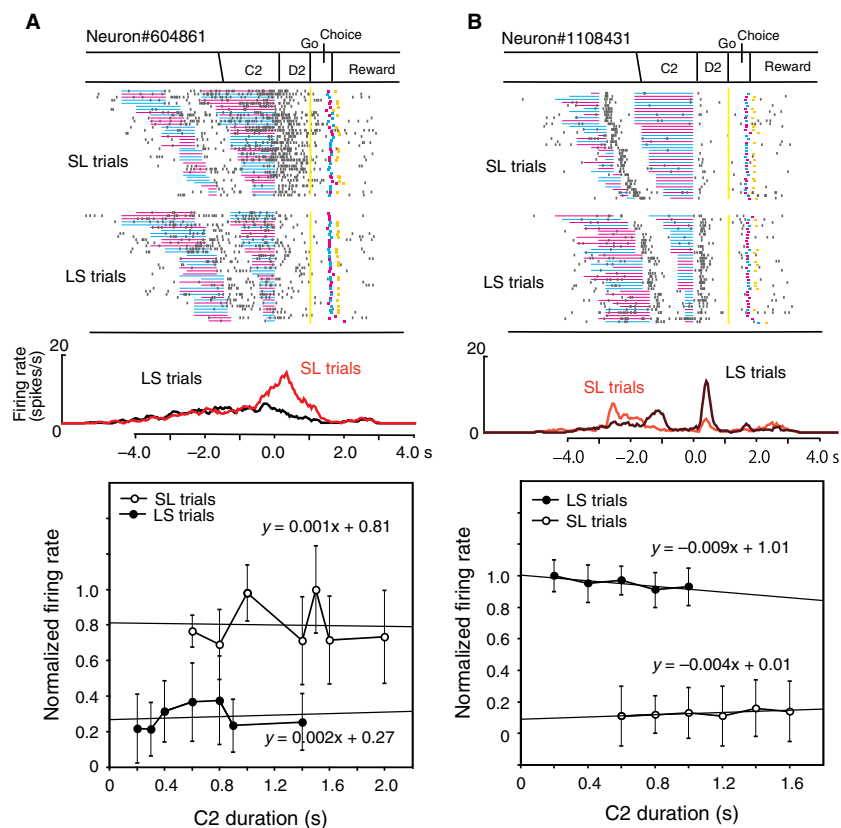 A
Neuron#604861
Go
Choice
C2
D2
Reward
SL trials
LS trials
Firing rate
(spikes/s)
20
0
LS trials
SL trials
–4.0
–2.0
0.0
2.0
4.0 s
SL trials
LS trials
y = 0.001x + 0.81
y = 0.002x + 0.27
Normalized firing rate
1.0
0.8
0.6
0.4
0.2
0
0
0.4
0.8
1.2
1.6
2.0
C2 duration (s)
B
Neuron#1108431
Go
Choice
C2
D2
Reward
SL trials
LS trials
20
0
SL trials
LS trials
–4.0
–2.0
0.0
2.0
4.0 s
LS trials
SL trials
y = –0.009x + 1.01
y = –0.004x + 0.01
Normalized firing rate
1.0
0.8
0.6
0.4
0.2
0
0
0.4
0.8
1.2
1.6
C2 duration (s)